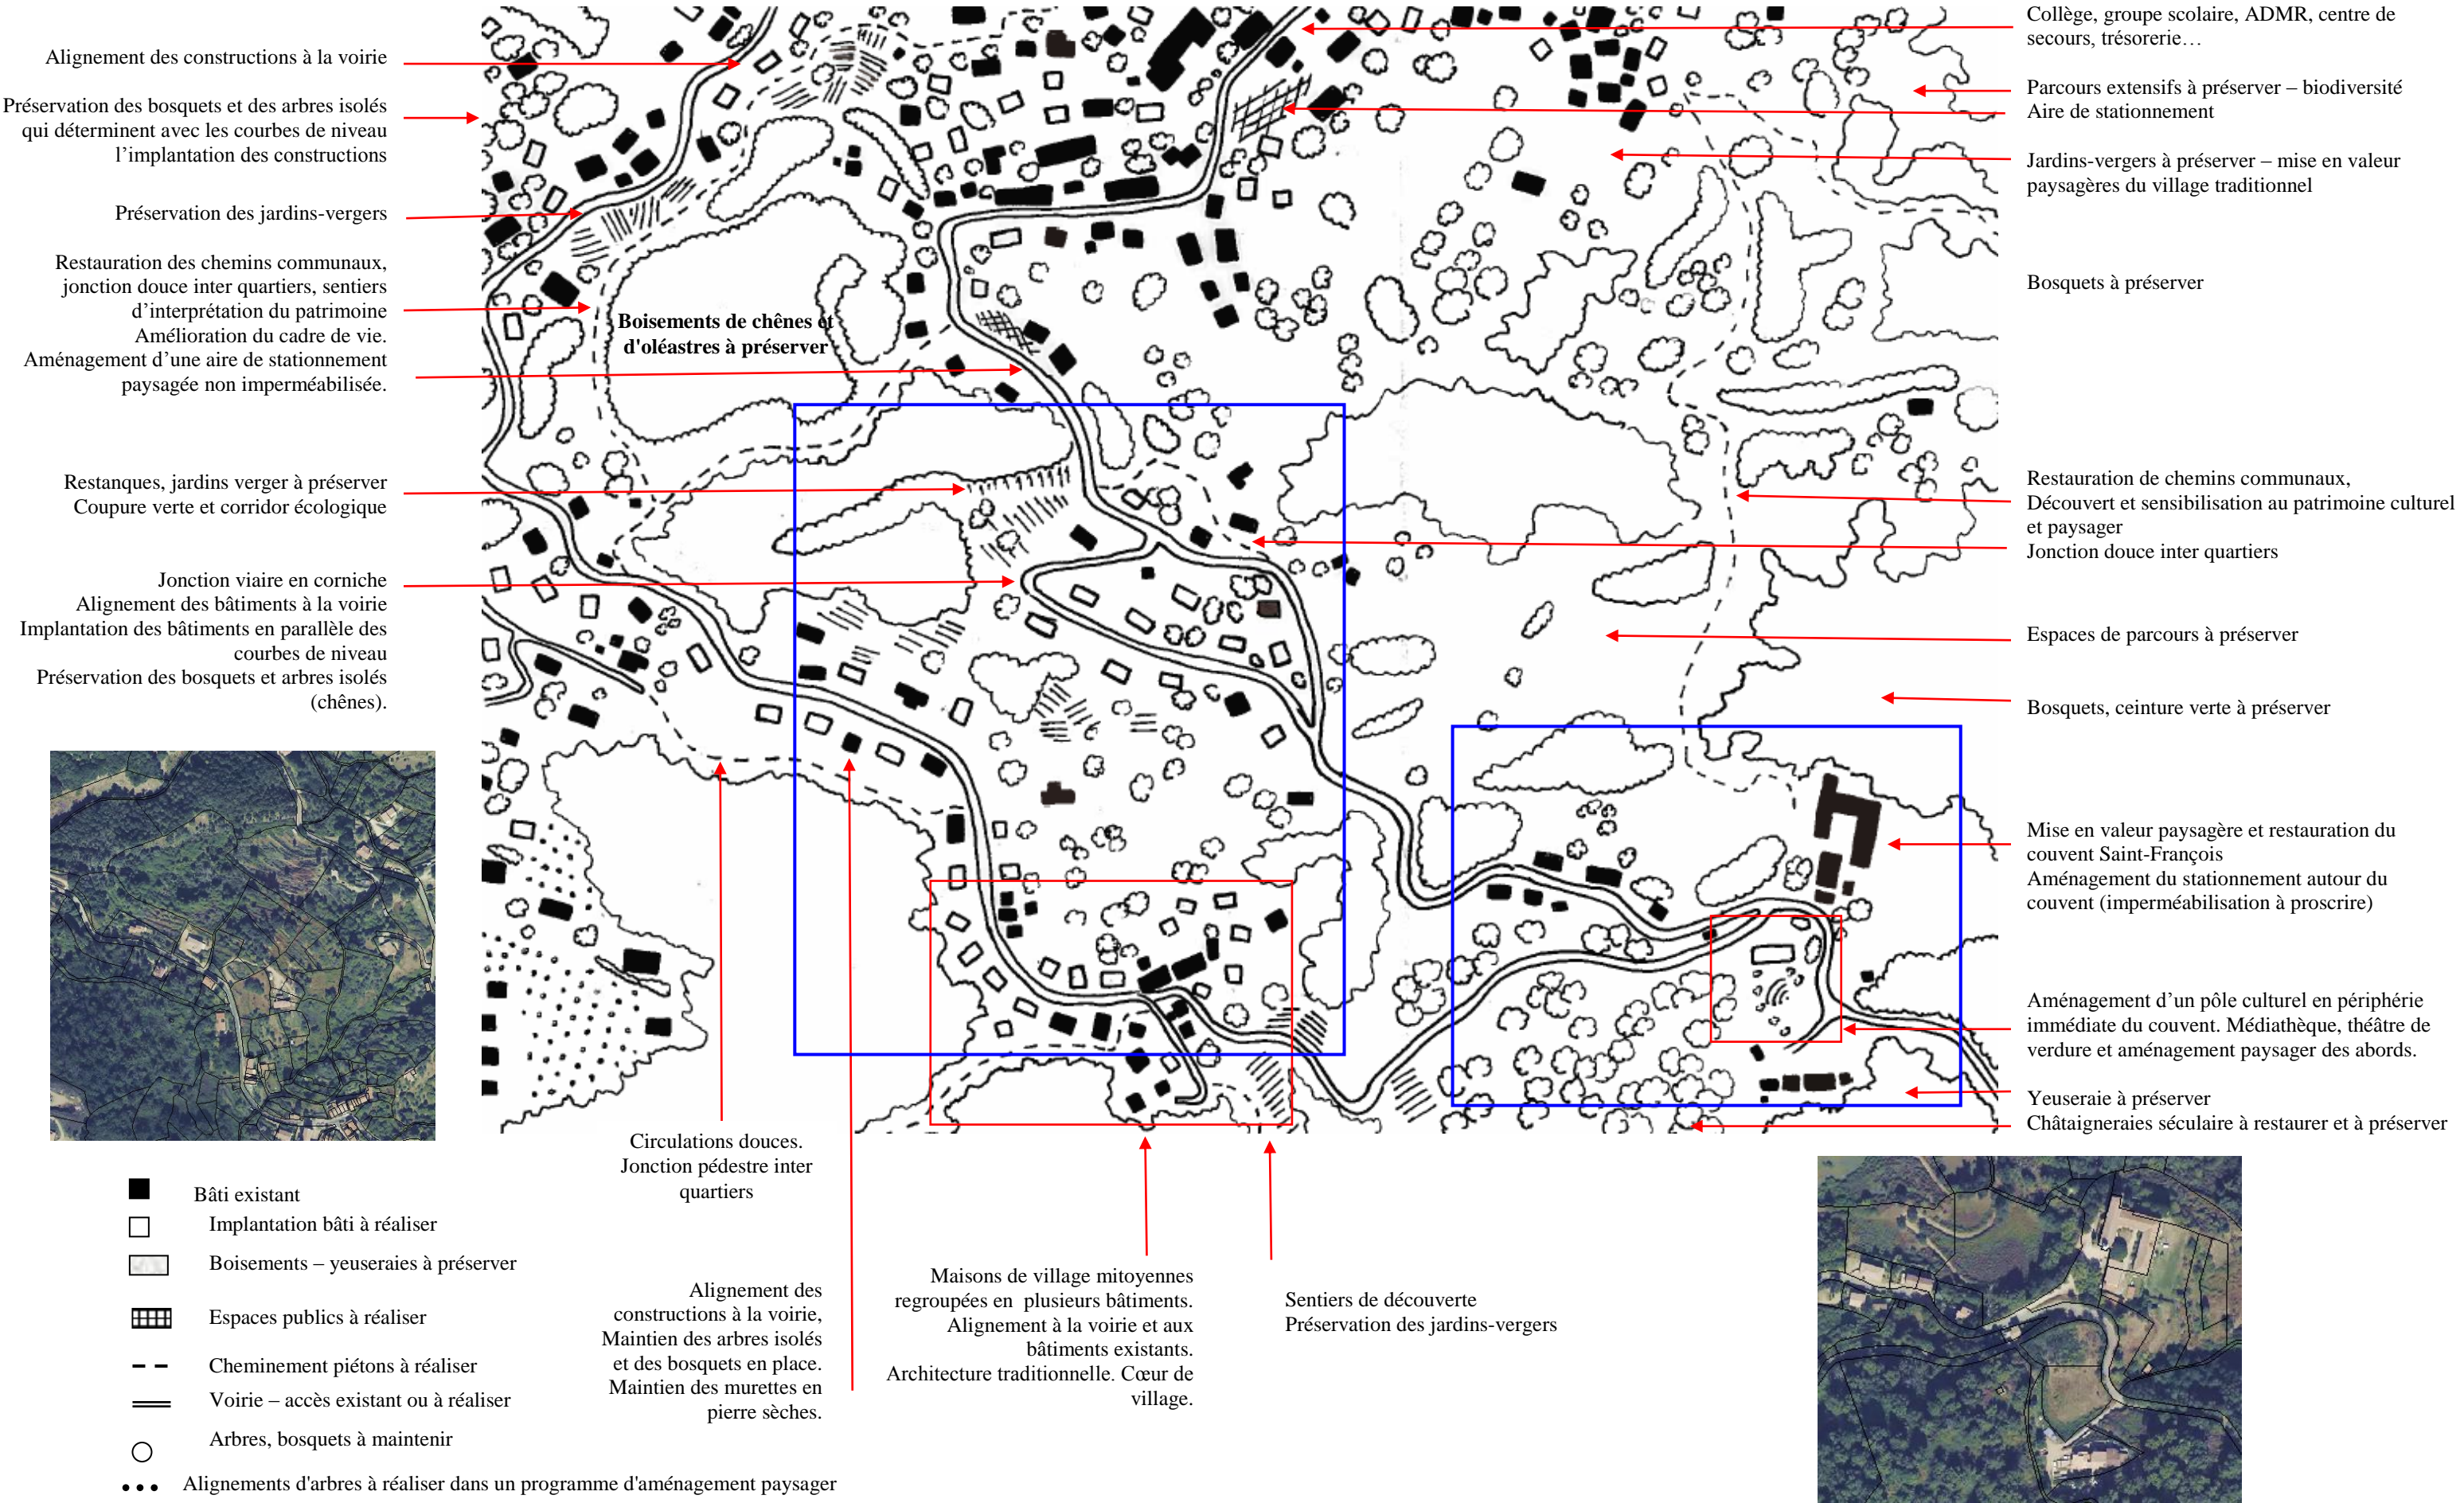 Alignement des constructions à la voirie
Préservation des bosquets et des arbres isolés
qui déterminent avec les courbes de niveau
l’implantation des constructions
Préservation des jardins-vergers
Restauration des chemins communaux,
jonction douce inter quartiers, sentiers
d’interprétation du patrimoine
Amélioration du cadre de vie.
Aménagement d’une aire de stationnement
paysagée non imperméabilisée.
Restanques, jardins verger à préserver
Coupure verte et corridor écologique
Jonction viaire en corniche
Alignement des bâtiments à la voirie
Implantation des bâtiments en parallèle des
courbes de niveau
Préservation des bosquets et arbres isolés
(chênes).
Boisements de chênes et
d'oléastres à préserver
Collège, groupe scolaire, ADMR, centre de
secours, trésorerie…
Parcours extensifs à préserver – biodiversité
Aire de stationnement
Jardins-vergers à préserver – mise en valeur
paysagères du village traditionnel
Bosquets à préserver
Restauration de chemins communaux,
Découvert et sensibilisation au patrimoine culturel
et paysager
Jonction douce inter quartiers
Espaces de parcours à préserver
Bosquets, ceinture verte à préserver
Mise en valeur paysagère et restauration du
couvent Saint-François
Aménagement du stationnement autour du
couvent (imperméabilisation à proscrire)
Aménagement d’un pôle culturel en périphérie
immédiate du couvent. Médiathèque, théâtre de
verdure et aménagement paysager des abords.
Yeuseraie à préserver
Châtaigneraies séculaire à restaurer et à préserver
Circulations douces.
Jonction pédestre inter
quartiers
Alignement des
constructions à la voirie,
Maintien des arbres isolés
et des bosquets en place.
Maintien des murettes en
pierre sèches.
Maisons de village mitoyennes
regroupées en plusieurs bâtiments.
Alignement à la voirie et aux
bâtiments existants.
Architecture traditionnelle. Cœur de
village.
Sentiers de découverte
Préservation des jardins-vergers
Bâti existant
Implantation bâti à réaliser
Boisements – yeuseraies à préserver
Espaces publics à réaliser
Cheminement piétons à réaliser
Voirie – accès existant ou à réaliser
Arbres, bosquets à maintenir
Alignements d'arbres à réaliser dans un programme d'aménagement paysager